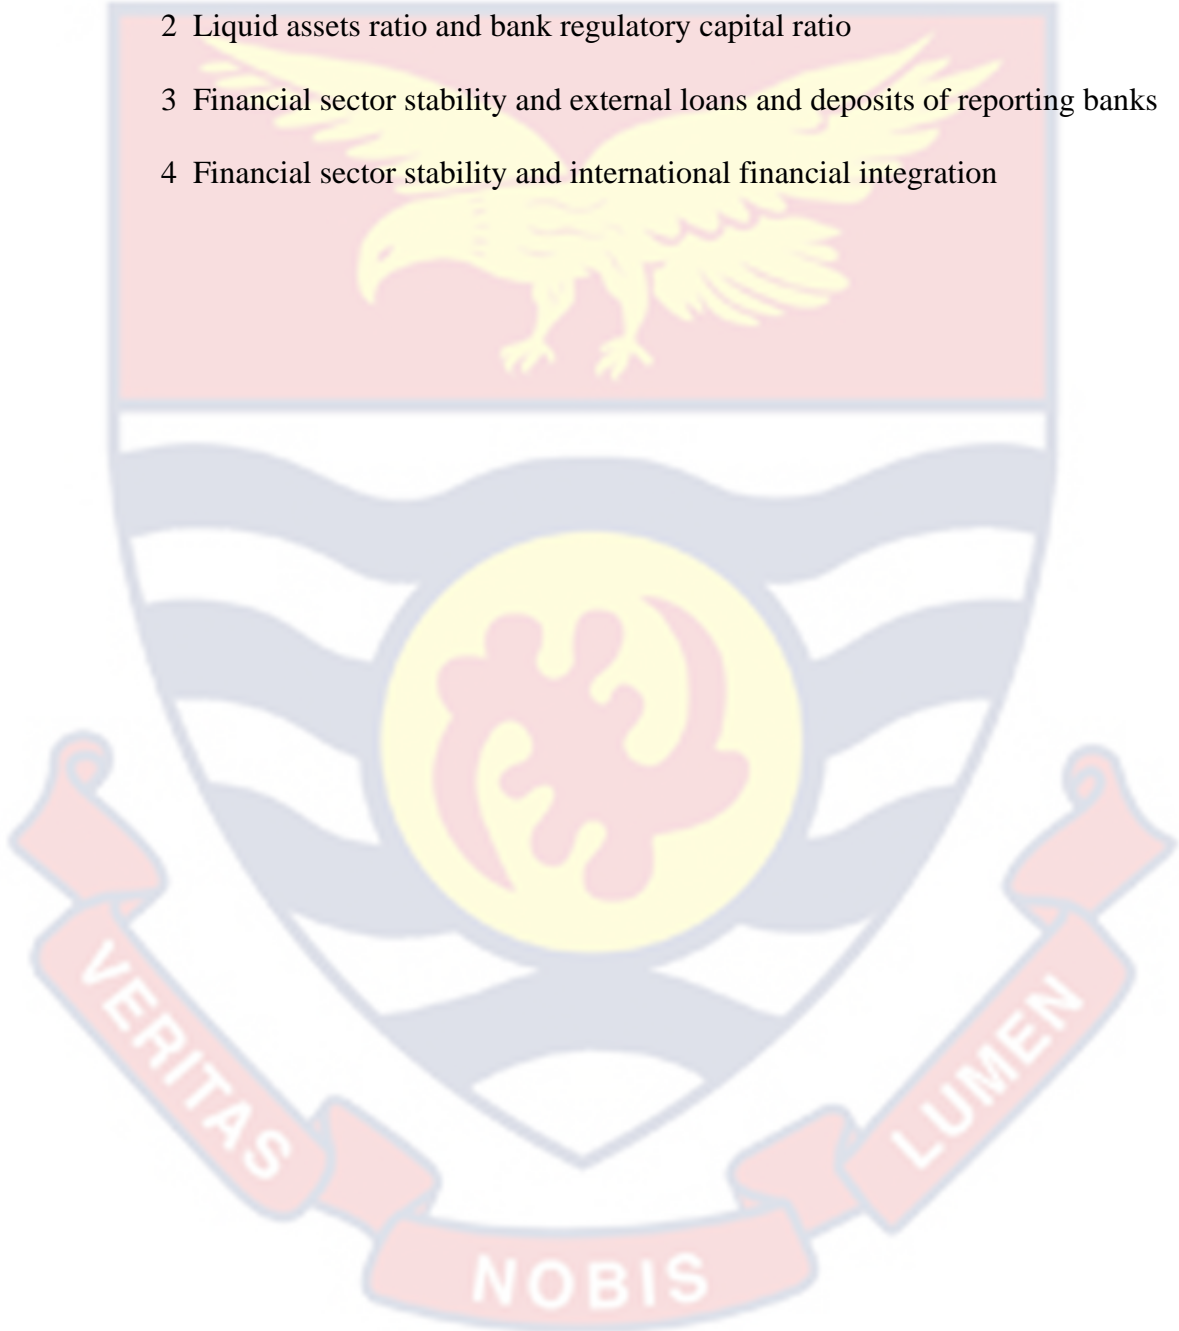 2 Liquid assets ratio and bank regulatory capital ratio
3 Financial sector stability and external loans and deposits of reporting banks
4 Financial sector stability and international financial integration
VERITAS
NOBIS
LUMEN